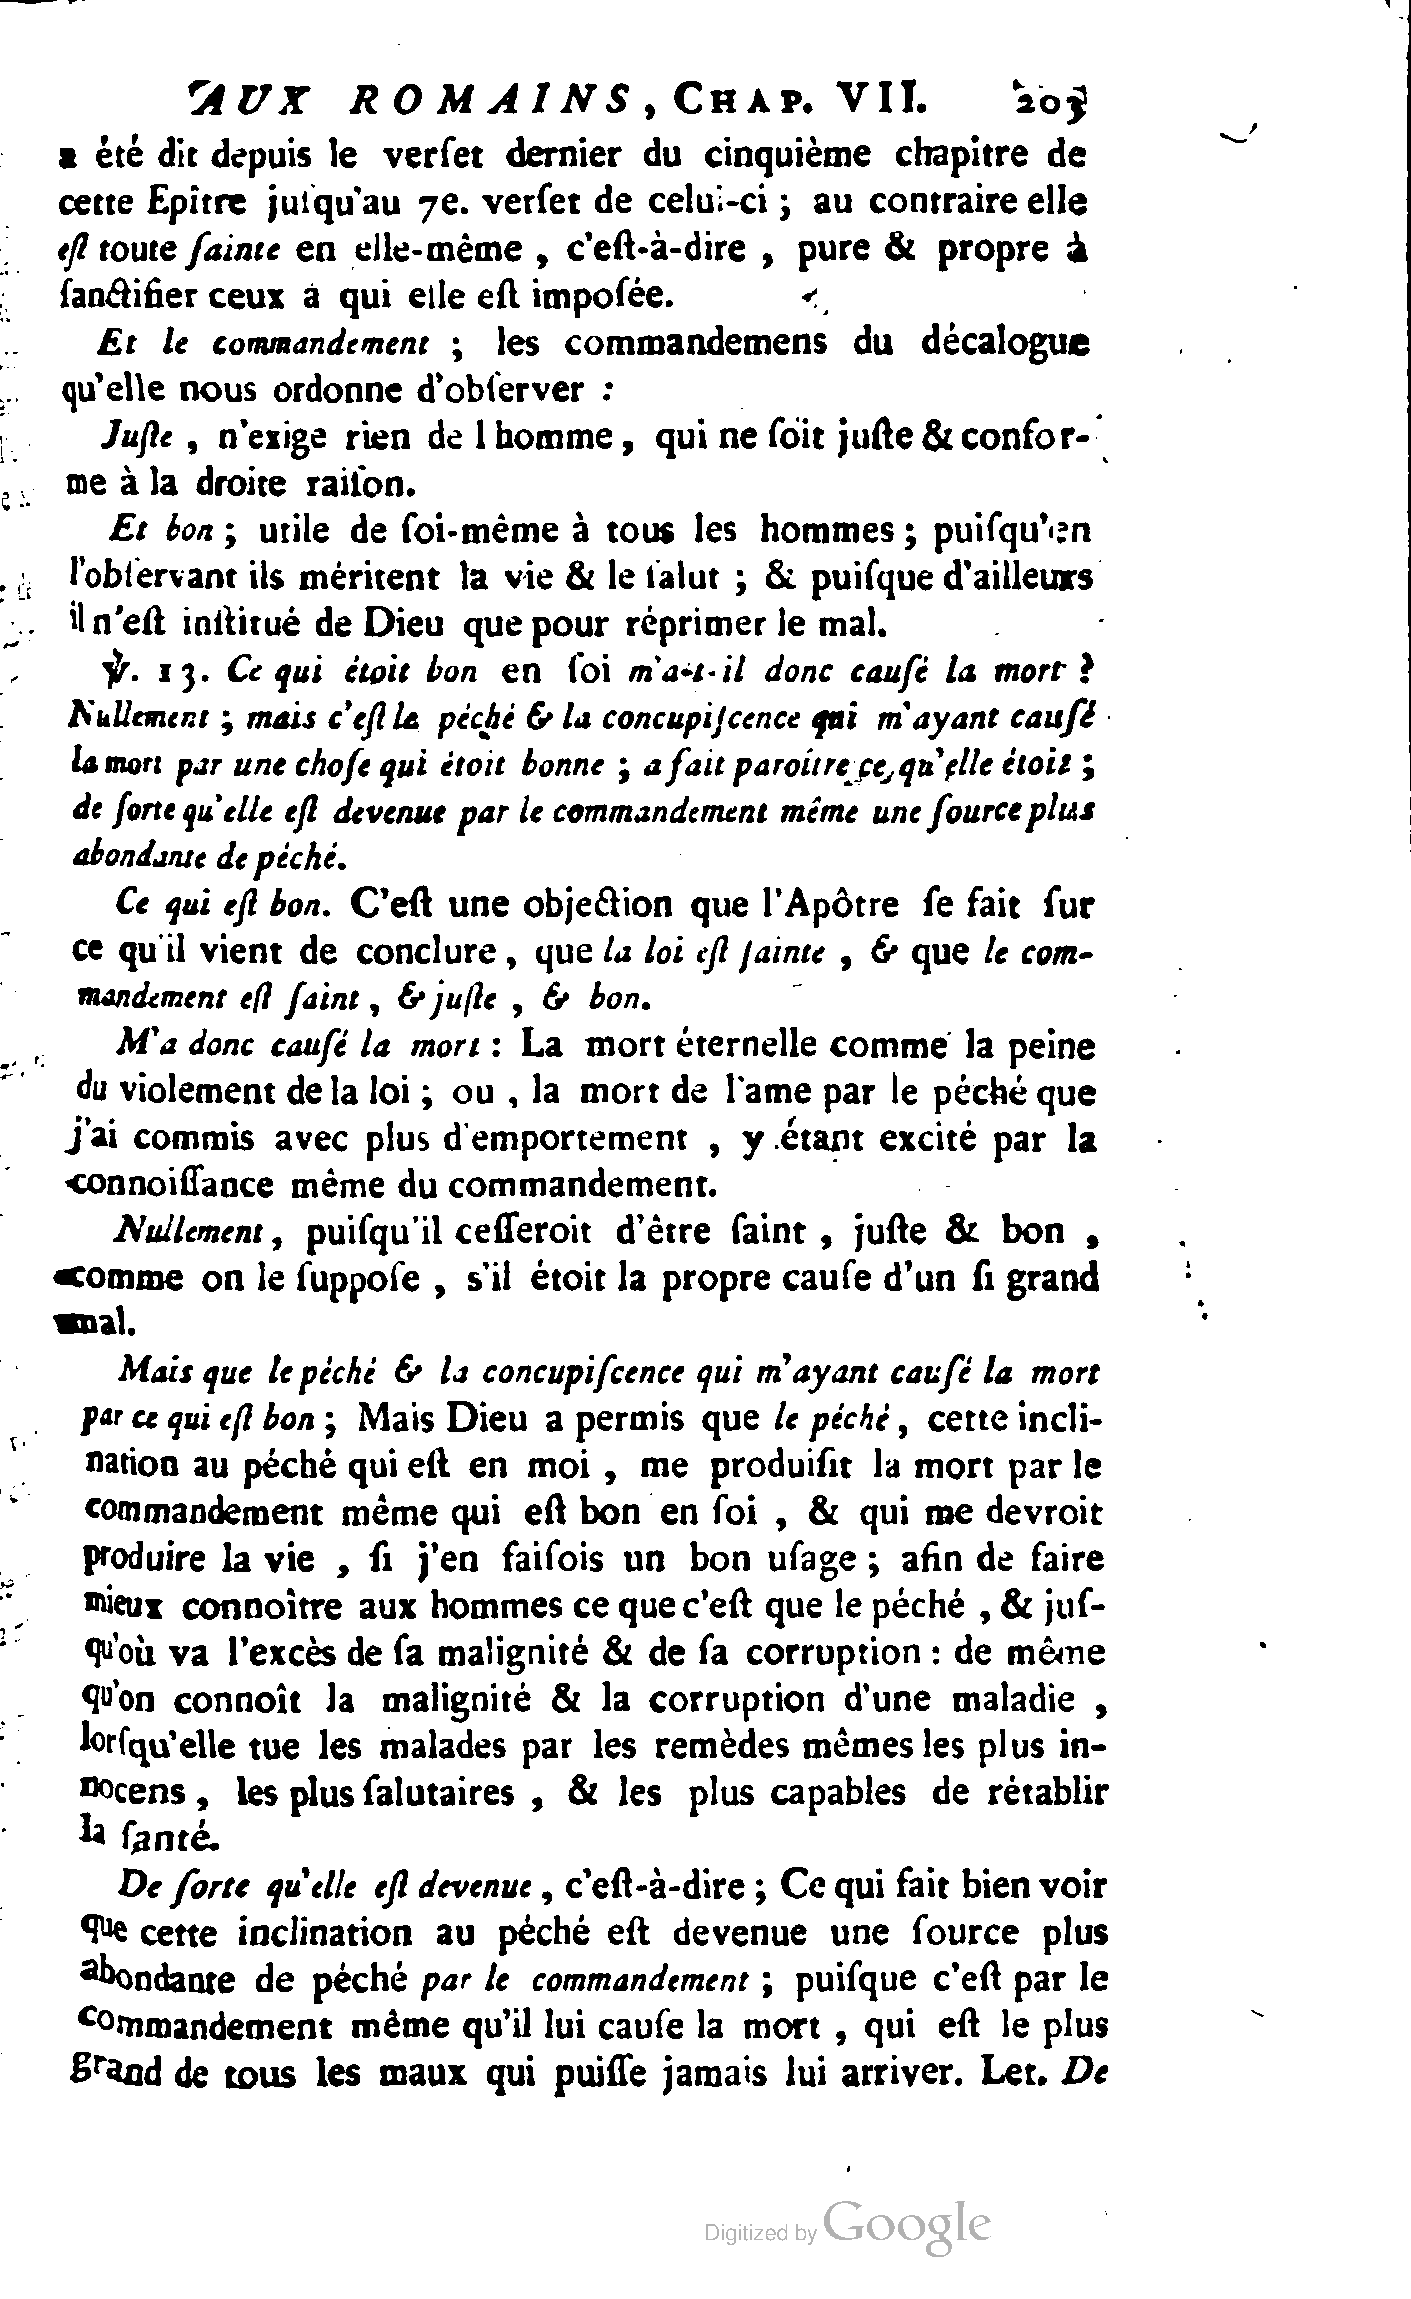 AUX ROMAINS, CHAP. VII. 205
a été dit depuis le verſet dernier du cinquième chapitre de
cette Epître juſqu'au 7e. verſet de celui-ci ; au contraire elle
eſt toute ſainte en elle-même , c'eſt-à-dire , pure & propre à
ſanctifier ceux à qui elle eſt impoſée.
Et le commandement ; les commandemens du décalogue
qu'elle nous ordonne d'obſerver :
Juſte , n'exige rien de lhomme, qui ne ſoit juſte & confor-
me à la droite raiſon.
Et bon ; utile de ſoi-même à tous les hommes ; puiſqu'en
l'obſervant ils méritent la vie & le ſalut ; & puiſque d'ailleurs
il n'eſt inſtitué de Dieu que pour réprimer le mal.
℣. 13. Ce qui étoit bon en ſoi m'a-t-il donc cauſé la mort ?
Nullement ; mais c'eſt le péché & la concupiſcence qui m'ayant cauſé
la mort par une choſe qui étoit bonne ; a fait paroître ce qu'elle étoit ;
de ſorte qu'elle eſt devenue par le commandement même une ſource plus
abondante de péché.
Ce qui eſt bon. C'eſt une objection que l'Apôtre ſe fait ſur
ce qu'il vient de conclure, que la loi eſt ſainte , & que le com-
mandement eſt ſaint, & juſte , & bon.
M'a donc cauſé la mort : La mort éternelle comme la peine
du violement de la loi ; ou , la mort de l'ame par le péché que
j'ai commis avec plus d'emportement , y étant excité par la
connoiſſance même du commandement.
Nullement, puiſqu'il ceſſeroit d'être ſaint , juſte & bon ,
comme on le ſuppoſe , s'il étoit la propre cauſe d'un ſi grand
mal.
Mais que le péché & la concupiſcence qui m'ayant cauſé la mort
par ce qui eſt bon ; Mais Dieu a permis que le péché, cette incli-
nation au péché qui eſt en moi , me produiſit la mort par le
commandement même qui eſt bon en ſoi , & qui me devroit
produire la vie , ſi j'en faiſois un bon uſage ; afin de faire
mieux connoître aux hommes ce que c'eſt que le péché , & juſ-
qu'où va l'excès de ſa malignité & de ſa corruption : de même
qu'on connoît la malignité & la corruption d'une maladie ,
lorſqu'elle tue les malades par les remèdes mêmes les plus in-
nocens, les plus ſalutaires , & les plus capables de rétablir
la ſanté.
De ſorte qu'elle eſt devenue, c'eſt-à-dire ; Ce qui fait bien voir
que cette inclination au péché eſt devenue une ſource plus
abondante de péché par le commandement ; puiſque c'eſt par le
commandement même qu'il lui cauſe la mort , qui eſt le plus
grand de tous les maux qui puiſſe jamais lui arriver. Let. De
Digitized by Google